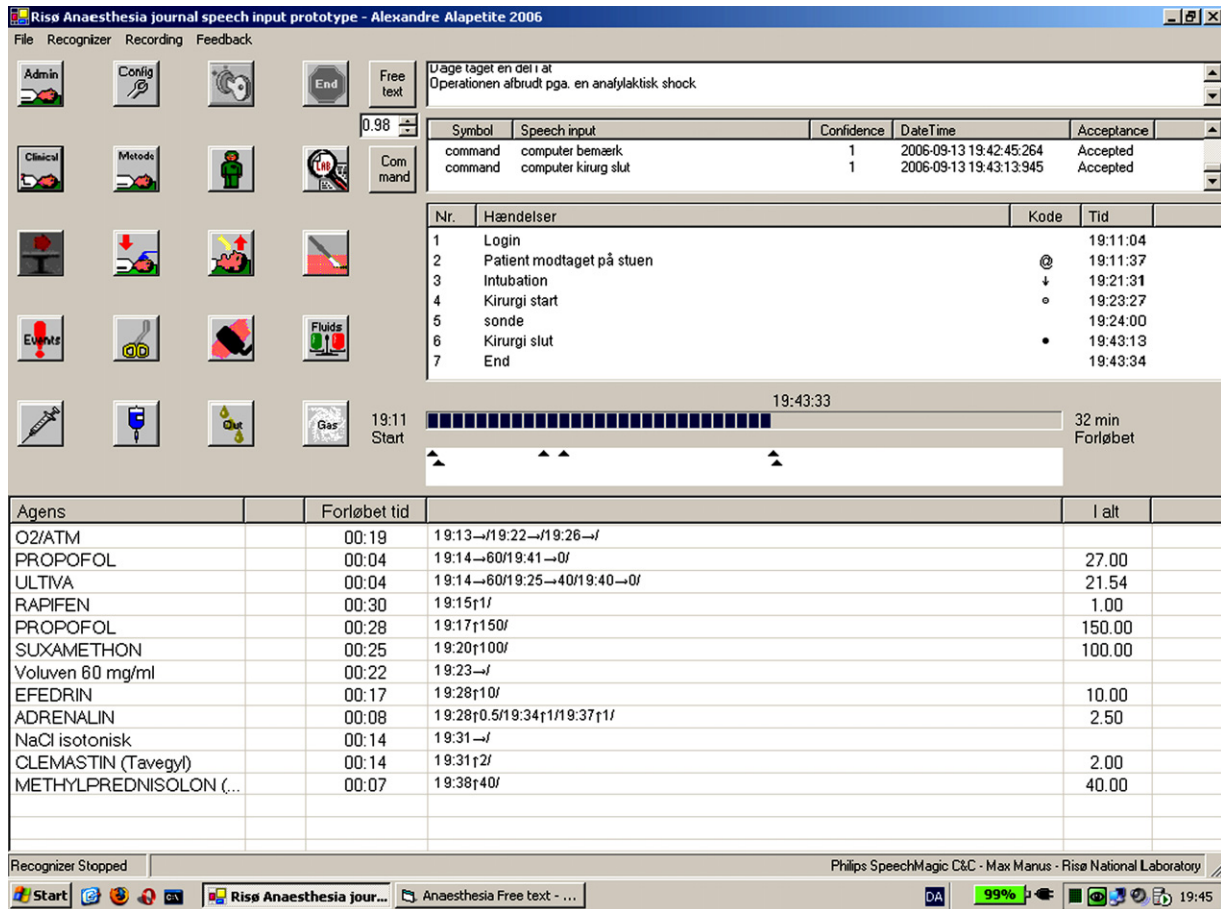 Risø Anaesthesia journal speech input prototype - Alexandre Alapetite 2006
File Recognizer Recording Feedback
Admin Config End Free text
Dage taget en del i at
Operationen afbrudt pga. en anafylaktisk shock
0.98
Symbol Speech input Confidence DateTime Acceptance
command computer bemærk 1 2006-09-13 19:42:45:264 Accepted
command computer kirurg slut 1 2006-09-13 19:43:13:945 Accepted
Clinical Metode LAB Com mand
Nr. Hændelser Kode Tid
1 Login 19:11:04
2 Patient modtaget på stuen @ 19:11:37
3 Intubation ↓ 19:21:31
4 Kirurgi start 19:23:27
5 sonde 19:24:00
6 Kirurgi slut • 19:43:13
7 End 19:43:34
Events Fluids
Out Gas
19:43:33
19:11 Start
32 min Forløbet
Agens Forløbet tid I alt
O2/ATM 00:19 19:13→/19:22→/19:26→/
PROPOFOL 00:04 19:14→60/19:41→0/ 27.00
ULTIVA 00:04 19:14→60/19:25→40/19:40→0/ 21.54
RAPIFEN 00:30 19:15↑1/ 1.00
PROPOFOL 00:28 19:17↑150/ 150.00
SUXAMETHON 00:25 19:20↑100/ 100.00
Voluven 60 mg/ml 00:22 19:23→/
EFEDRIN 00:17 19:28↑10/ 10.00
ADRENALIN 00:08 19:28↑0.5/19:34↑1/19:37↑1/ 2.50
NaCl isotonisk 00:14 19:31→/
CLEMASTIN (Tavegyl) 00:14 19:31↑2/ 2.00
METHYLPREDNISOLON (... 00:07 19:38↑40/ 40.00
Recognizer Stopped Philips SpeechMagic C&C - Max Manus - Risø National Laboratory
Start Risø Anaesthesia jour... Anaesthesia Free text - ... DA 99% 19:45